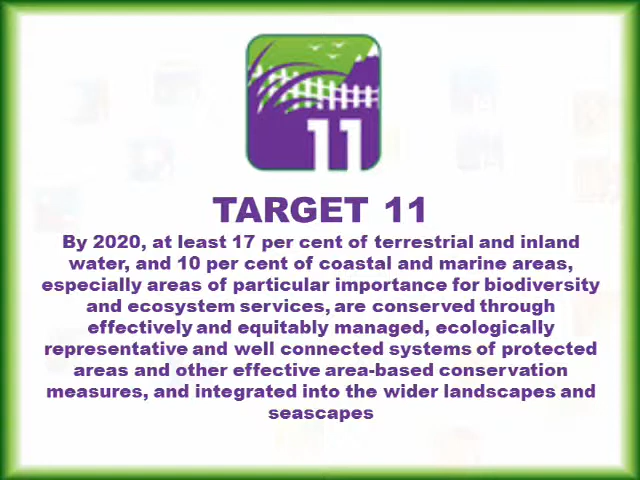 11
TARGET 11
By 2020, at least 17 per cent of terrestrial and inland
water, and 10 per cent of coastal and marine areas,
especially areas of particular importance for biodiversity
and ecosystem services, are conserved through
effectively and equitably managed, ecologically
representative and well connected systems of protected
areas and other effective area-based conservation
measures, and integrated into the wider landscapes and
seascapes